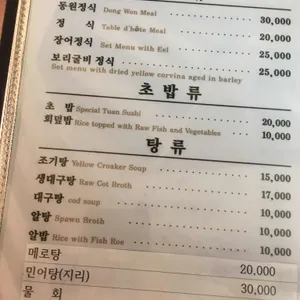 동원정식 Dong Won Meal 30,000
정 식 Table d'hôte Meal 20,000
장어정식 Set Menu with Eel 25,000
보리굴비 정식 25,000
Set menu with dried yellow corvina aged in barley
초 밥 류
초 밥 Special Tuan Sushi 20,000
회덮밥 Rice topped with Raw Fish and Vegetables 10,000
탕 류
조기탕 Yellow Croaker Soup 15,000
생대구탕 Raw Cot Broth 17,000
대구탕 cod soup 10,000
알탕 Spawn Broth 10,000
알밥 Rice with Fish Roe 10,000
메로탕
민어탕(지리) 20,000
물 회 30,000